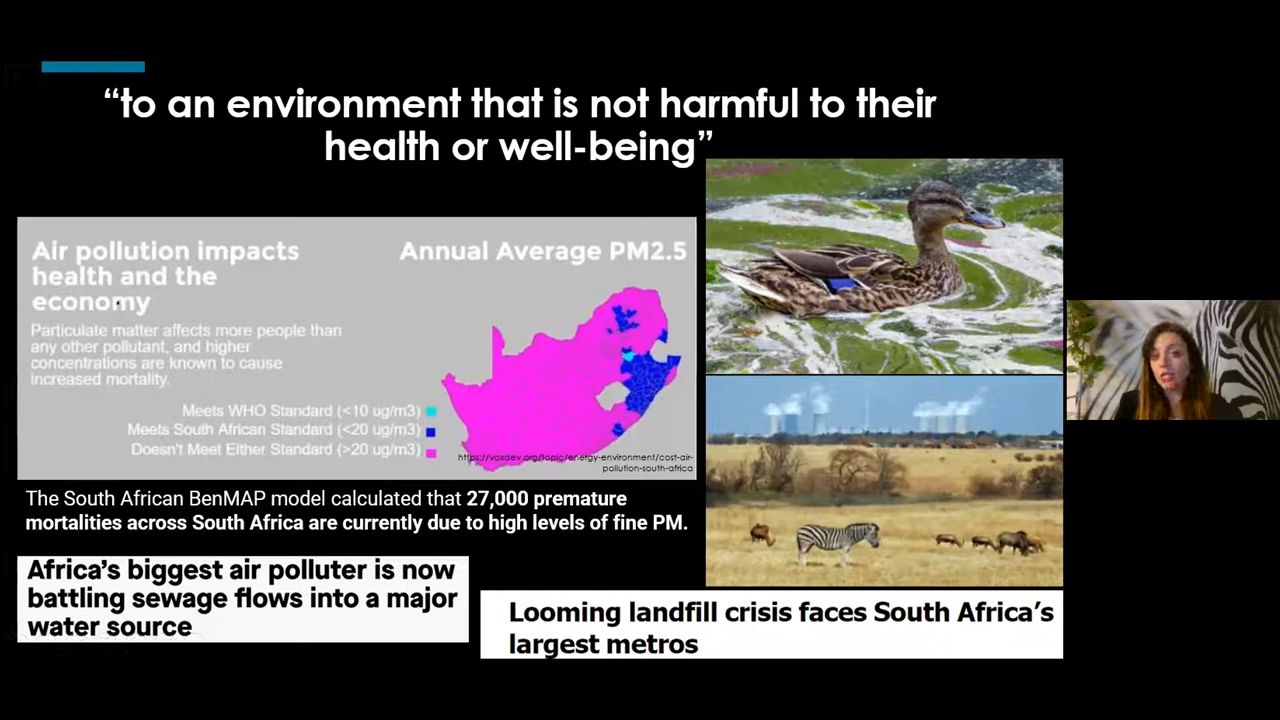 “to an environment that is not harmful to their
health or well-being”
Air pollution impacts
health and the
economy
Particulate matter affects more people than
any other pollutant, and higher
concentrations are known to cause
increased mortality.
Annual Average PM2.5
Meets WHO Standard (<10 ug/m3)
Meets South African Standard (<20 ug/m3)
Doesn't Meet Either Standard (>20 ug/m3)
https://voxdev.org/topic/energy-environment/cost-air-
pollution-south-africa
The South African BenMAP model calculated that 27,000 premature
mortalities across South Africa are currently due to high levels of fine PM.
Africa’s biggest air polluter is now
battling sewage flows into a major
water source
Looming landfill crisis faces South Africa’s
largest metros